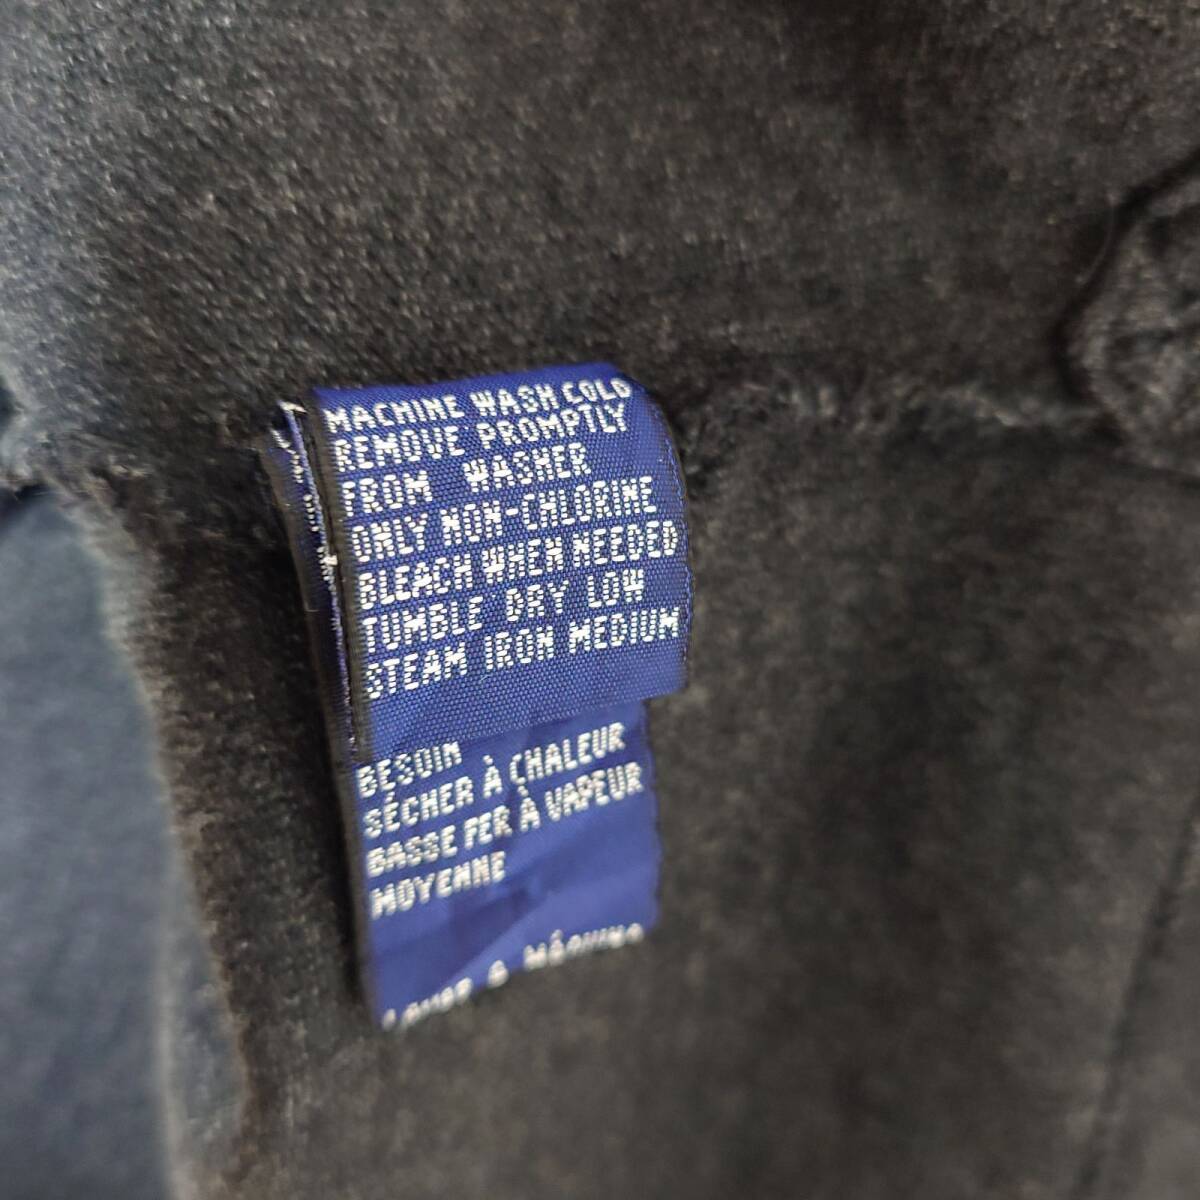 MACHINE WASH COLD
REMOVE PROMPTLY
FROM WASHER
ONLY NON-CHLORINE
BLEACH WHEN NEEDED
TUMBLE DRY LOW
STEAM IRON MEDIUM
BESOIN
SÉCHER À CHALEUR
BASSE FER À VAPEUR
MOYENNE